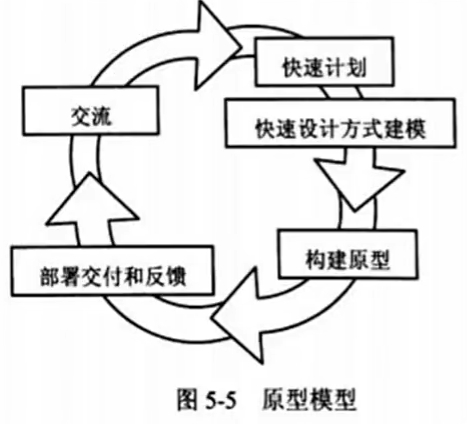 快速计划
交流
快速设计方式建模
构建原型
部署交付和反馈
图 5-5 原型模型